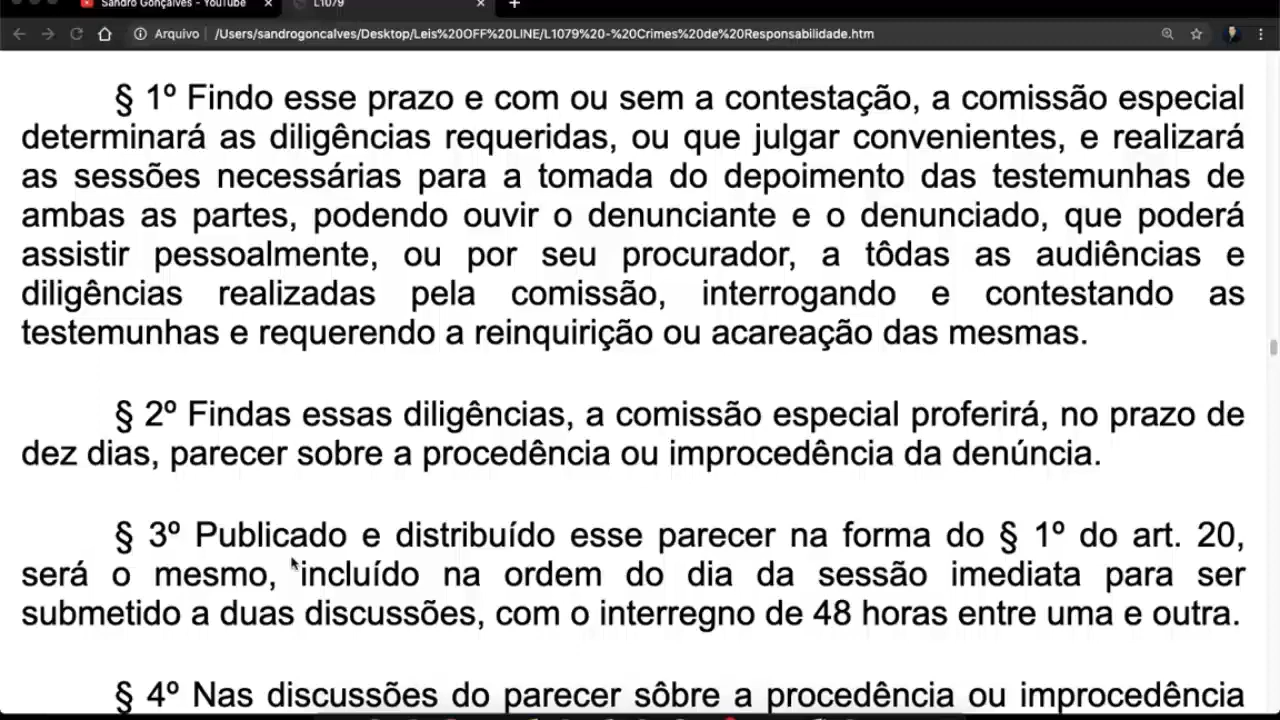 Sandro Gonçalves - YouTube × L1079 × +
Arquivo | /Users/sandrogoncalves/Desktop/Leis%20OFF%20LINE/L1079%20-%20Crimes%20de%20Responsabilidade.htm
§ 1º Findo esse prazo e com ou sem a contestação, a comissão especial
determinará as diligências requeridas, ou que julgar convenientes, e realizará
as sessões necessárias para a tomada do depoimento das testemunhas de
ambas as partes, podendo ouvir o denunciante e o denunciado, que poderá
assistir pessoalmente, ou por seu procurador, a tôdas as audiências e
diligências realizadas pela comissão, interrogando e contestando as
testemunhas e requerendo a reinquirição ou acareação das mesmas.
§ 2º Findas essas diligências, a comissão especial proferirá, no prazo de
dez dias, parecer sobre a procedência ou improcedência da denúncia.
§ 3º Publicado e distribuído esse parecer na forma do § 1º do art. 20,
será o mesmo, incluído na ordem do dia da sessão imediata para ser
submetido a duas discussões, com o interregno de 48 horas entre uma e outra.
§ 4º Nas discussões do parecer sôbre a procedência ou improcedência